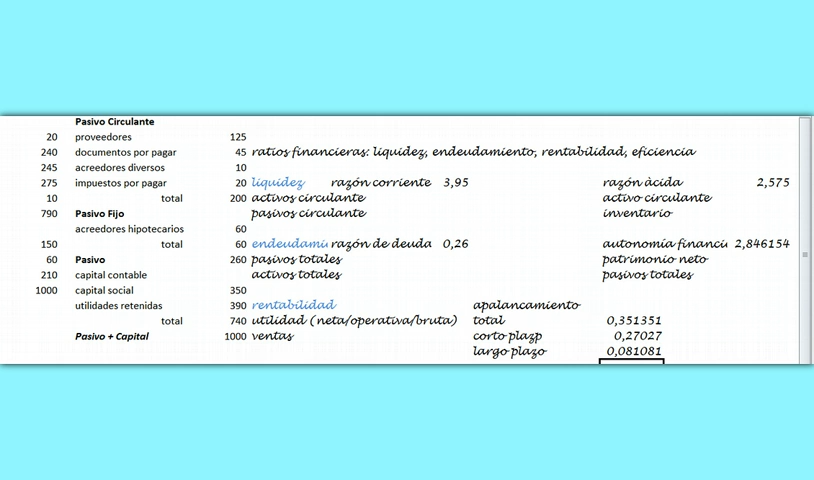 Pasivo Circulante
20 proveedores 125
240 documentos por pagar 45 ratios financieras: liquidez, endeudamiento, rentabilidad, eficiencia
245 acreedores diversos 10
275 impuestos por pagar 20 liquidez razón corriente 3,95 razón àcida 2,575
10 total 200 activos circulante activo circulante
790 Pasivo Fijo pasivos circulante inventario
acreedores hipotecarios 60
150 total 60 endeudami razón de deuda 0,26 autonomia financi 2,846154
60 Pasivo 260 pasivos totales patrimonio neto
210 capital contable activos totales pasivos totales
1000 capital social 350
utilidades retenidas 390 rentabilidad apalancamiento
total 740 utilidad (neta/operativa/bruta) total 0,351351
Pasivo + Capital 1000 ventas corto plazp 0,27027
largo plazo 0,081081